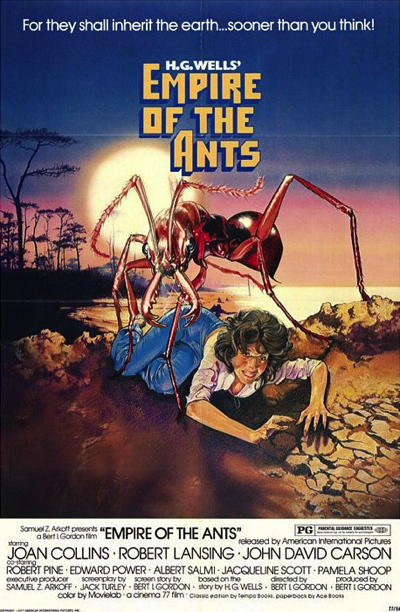 For they shall inherit the earth...sooner than you think!
H.G.WELLS'
EMPIRE
OF THE
ANTS
Samuel Z. Arkoff presents
a Bert I. Gordon film
"EMPIRE OF THE ANTS"
PG PARENTAL GUIDANCE SUGGESTED
released by American International Pictures
starring
JOAN COLLINS · ROBERT LANSING · JOHN DAVID CARSON
co-starring
ROBERT PINE · EDWARD POWER · ALBERT SALMI · JACQUELINE SCOTT · PAMELA SHOOP
executive producer SAMUEL Z. ARKOFF · screenplay by JACK TURLEY · screen story by BERT I. GORDON · based on the story by H. G. WELLS · directed by BERT I. GORDON · produced by BERT I. GORDON
color by Movielab · a cinema 77 film · Classic edition by Tempo Books, paperback by Ace Books